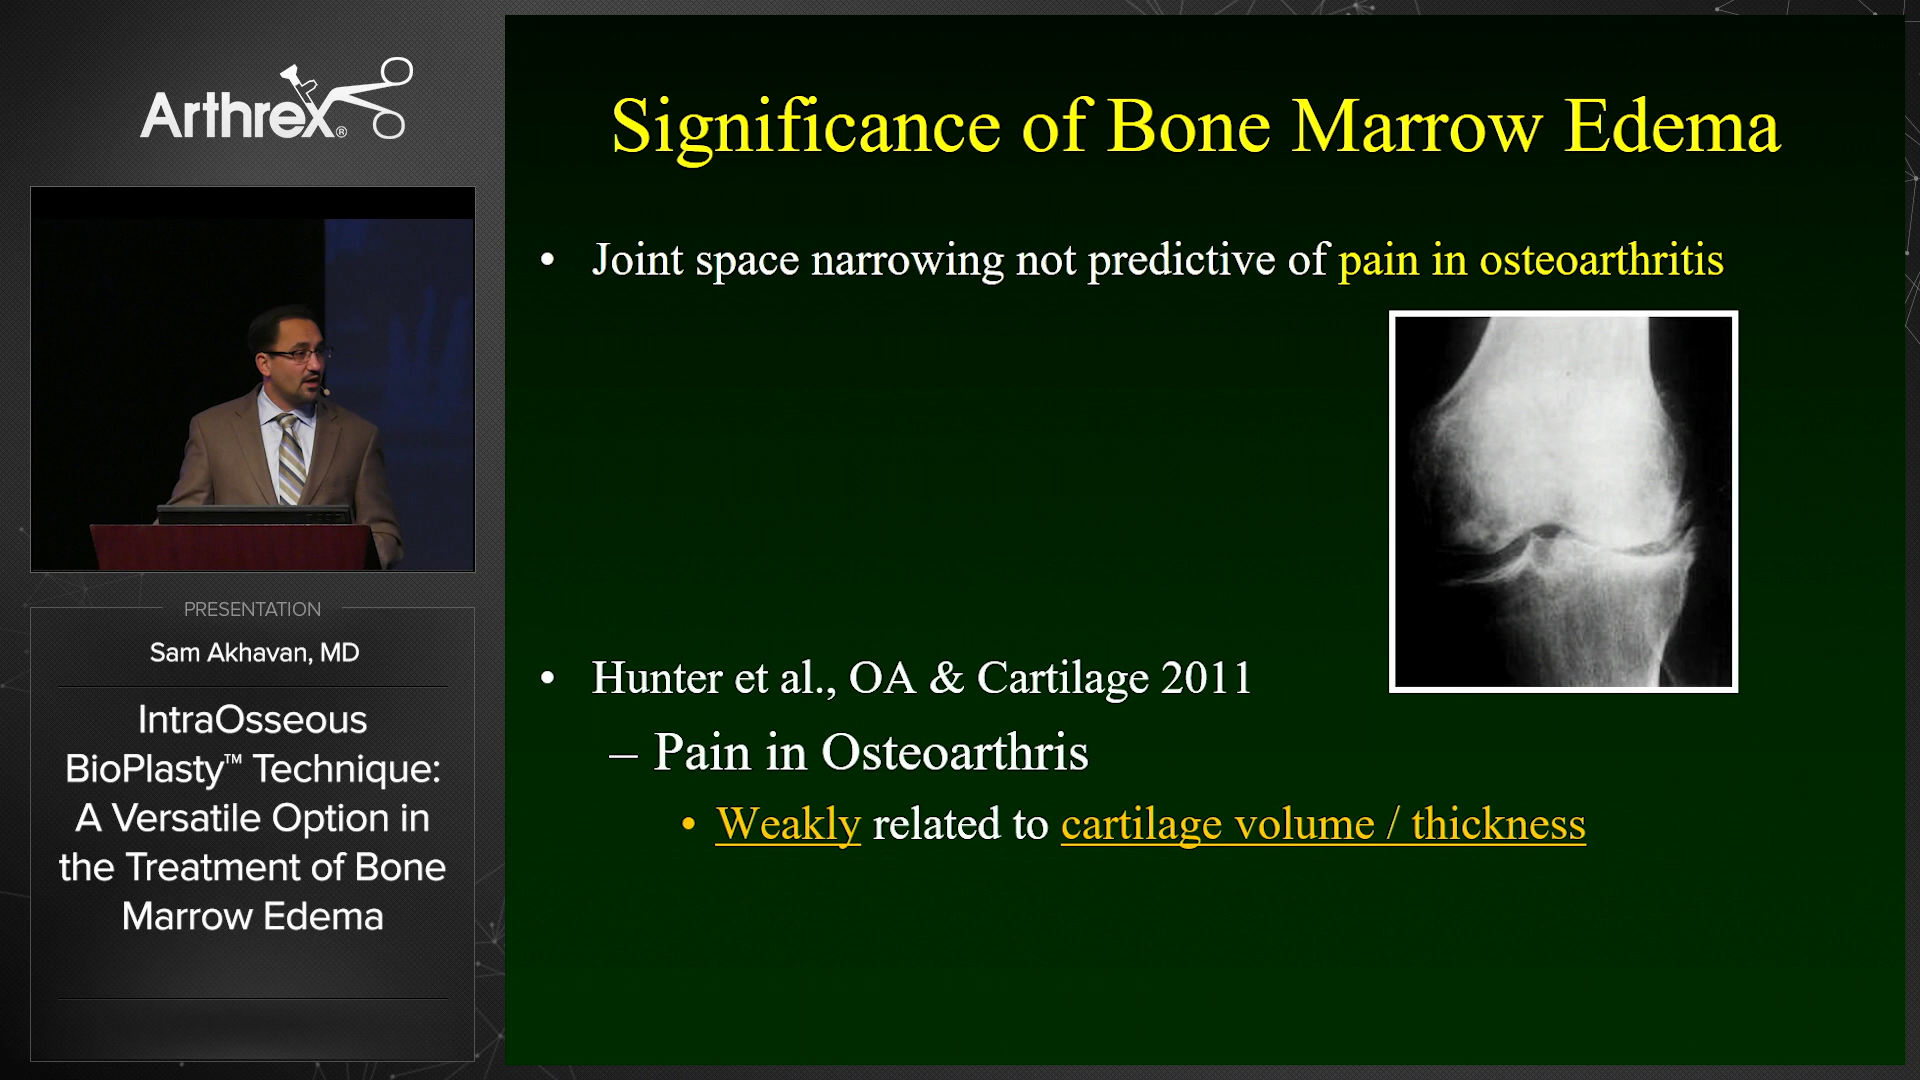 Arthrex®
PRESENTATION
Sam Akhavan, MD
IntraOsseous
BioPlasty™ Technique:
A Versatile Option in
the Treatment of Bone
Marrow Edema
Significance of Bone Marrow Edema
• Joint space narrowing not predictive of pain in osteoarthritis
• Hunter et al., OA & Cartilage 2011
– Pain in Osteoarthris
• Weakly related to cartilage volume / thickness